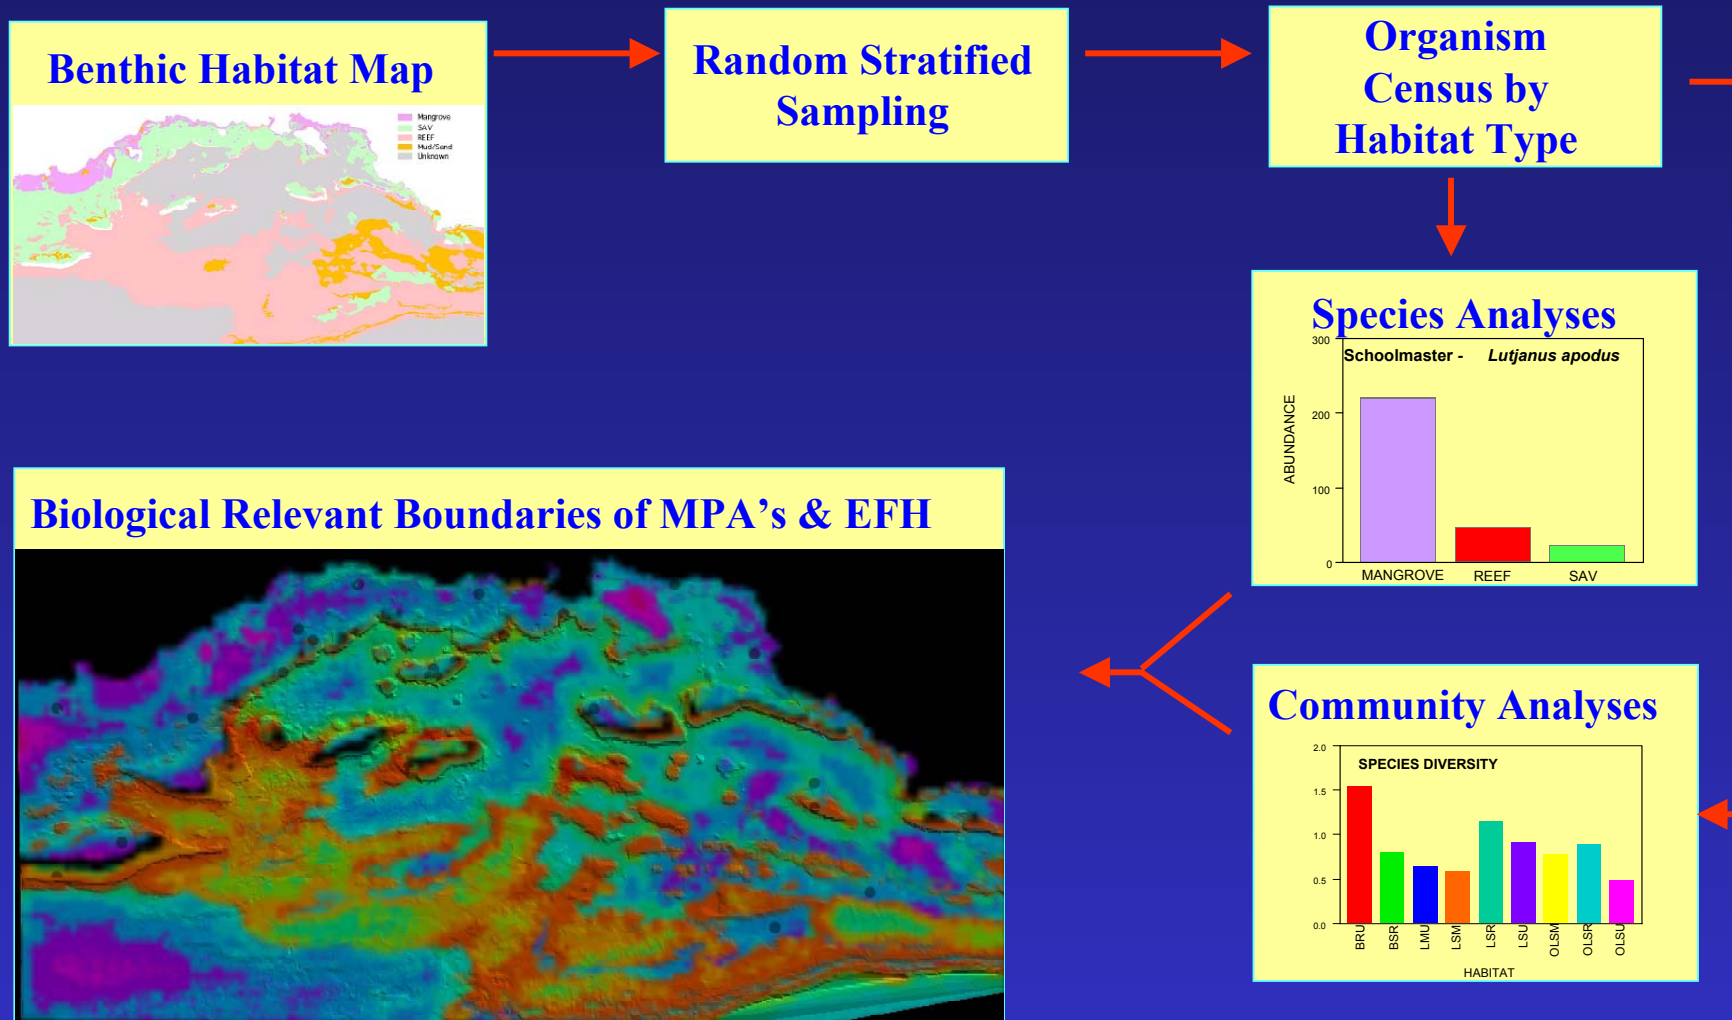 Benthic Habitat Map
Mangrove
SAV
REEF
Mud/Sand
Unknown
Random Stratified
Sampling
Organism
Census by
Habitat Type
Species Analyses
Schoolmaster - Lutjanus apodus
300
200
100
0
ABUNDANCE
MANGROVE REEF SAV
Biological Relevant Boundaries of MPA’s & EFH
Community Analyses
SPECIES DIVERSITY
2.0
1.5
1.0
0.5
0.0
BRU BSR LMU LSM LSR LSU OLSM OLSR OLSU
HABITAT